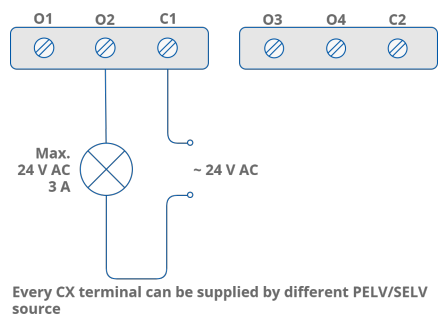 O1 O2 C1 O3 O4 C2
Max.
24 V AC
3 A
~ 24 V AC
Every CX terminal can be supplied by different PELV/SELV
source